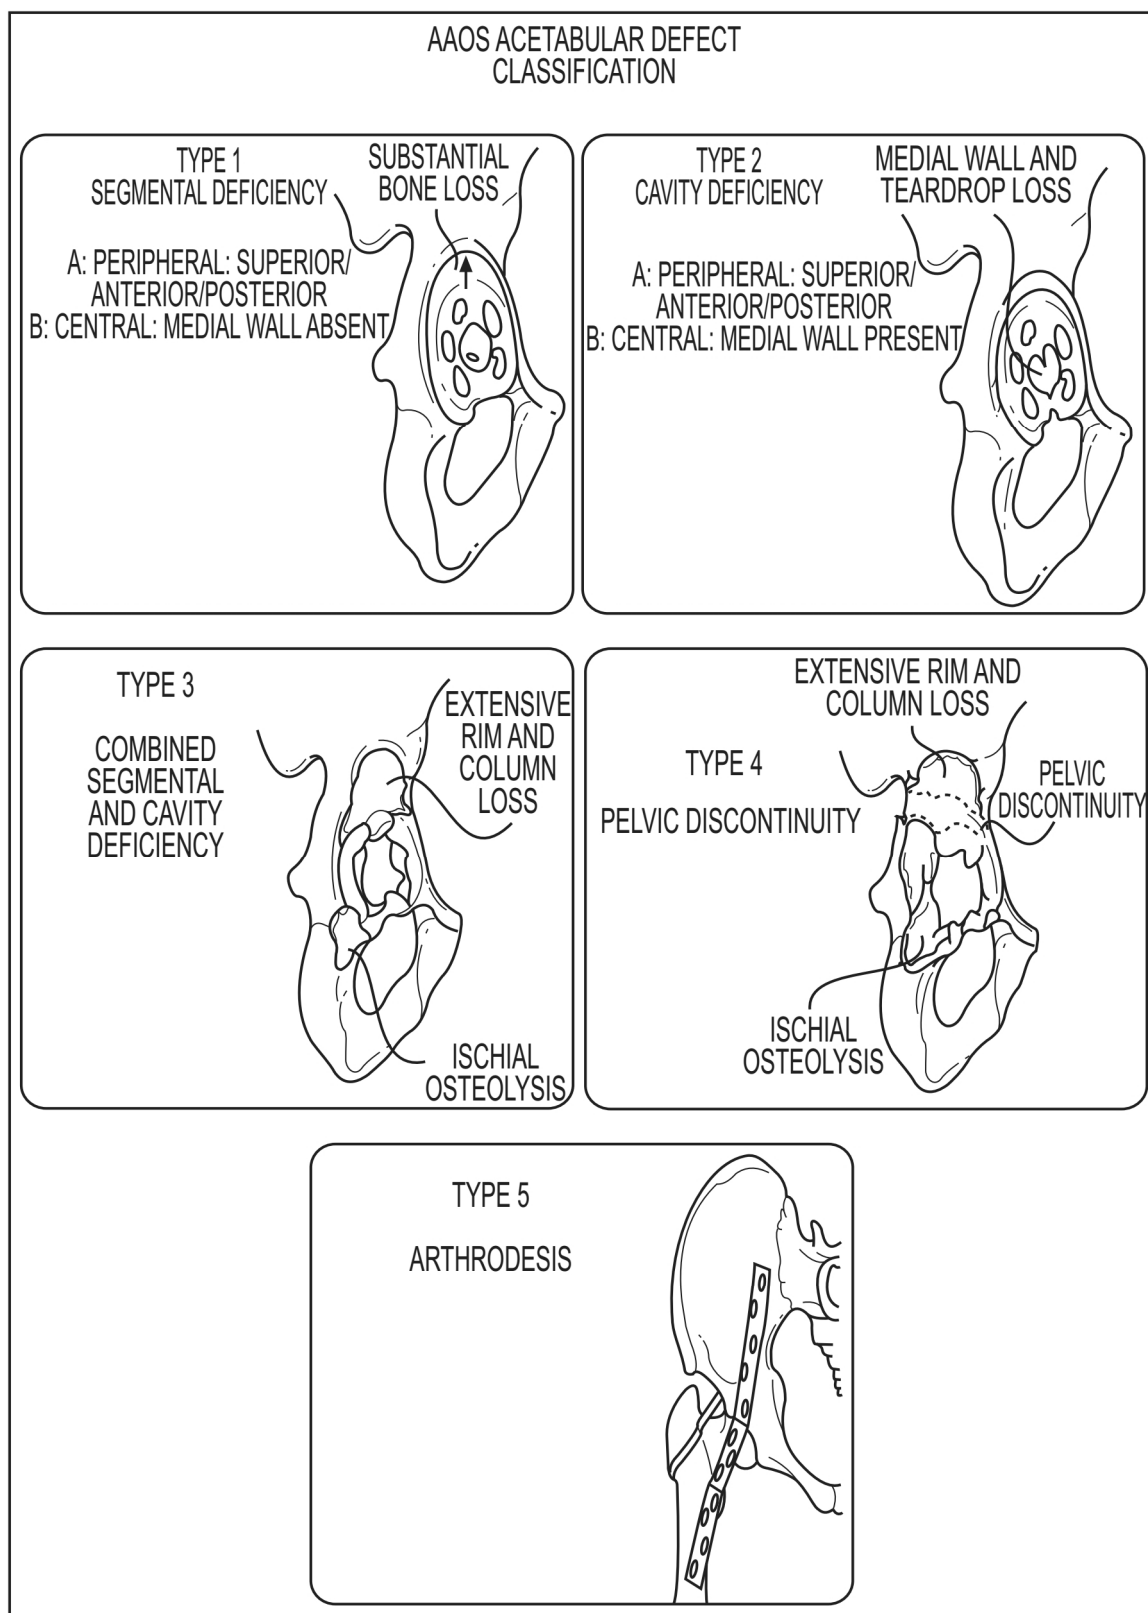 AAOS ACETABULAR DEFECT
CLASSIFICATION
TYPE 1
SEGMENTAL DEFICIENCY
SUBSTANTIAL
BONE LOSS
A: PERIPHERAL: SUPERIOR/
ANTERIOR/POSTERIOR
B: CENTRAL: MEDIAL WALL ABSENT
TYPE 2
CAVITY DEFICIENCY
MEDIAL WALL AND
TEARDROP LOSS
A: PERIPHERAL: SUPERIOR/
ANTERIOR/POSTERIOR
B: CENTRAL: MEDIAL WALL PRESENT
TYPE 3
COMBINED
SEGMENTAL
AND CAVITY
DEFICIENCY
EXTENSIVE
RIM AND
COLUMN
LOSS
ISCHIAL
OSTEOLYSIS
EXTENSIVE RIM AND
COLUMN LOSS
TYPE 4
PELVIC DISCONTINUITY
PELVIC
DISCONTINUITY
ISCHIAL
OSTEOLYSIS
TYPE 5
ARTHRODESIS